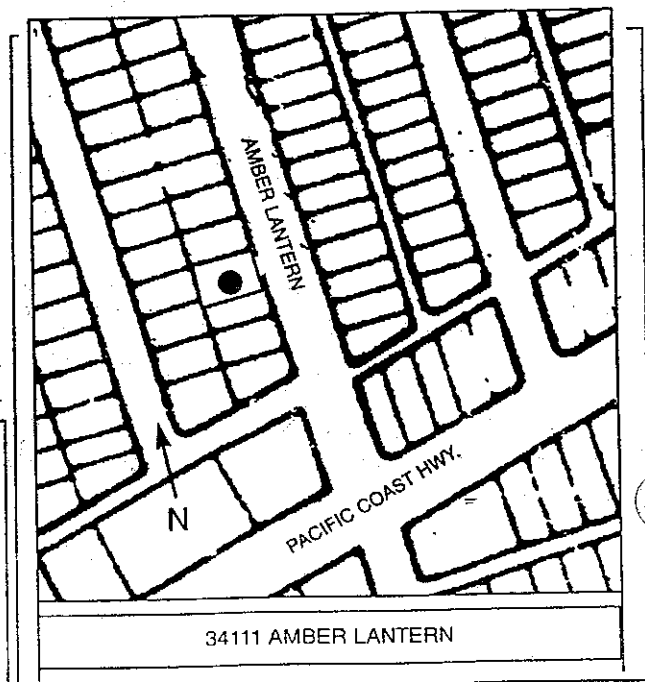 AMBER LANTERN
N
PACIFIC COAST HWY.
34111 AMBER LANTERN